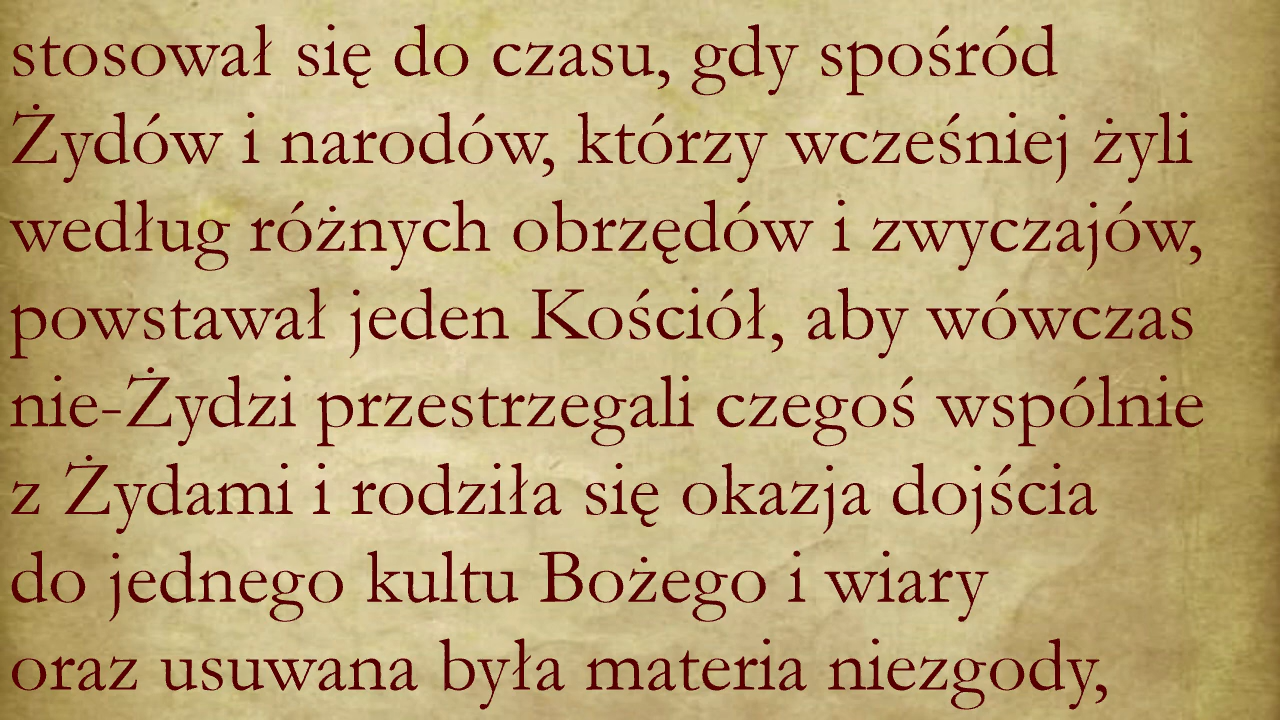 stosował się do czasu, gdy spośród
Żydów i narodów, którzy wcześniej żyli
według różnych obrzędów i zwyczajów,
powstawał jeden Kościół, aby wówczas
nie-Żydzi przestrzegali czegoś wspólnie
z Żydami i rodziła się okazja dojścia
do jednego kultu Bożego i wiary
oraz usuwana była materia niezgody,